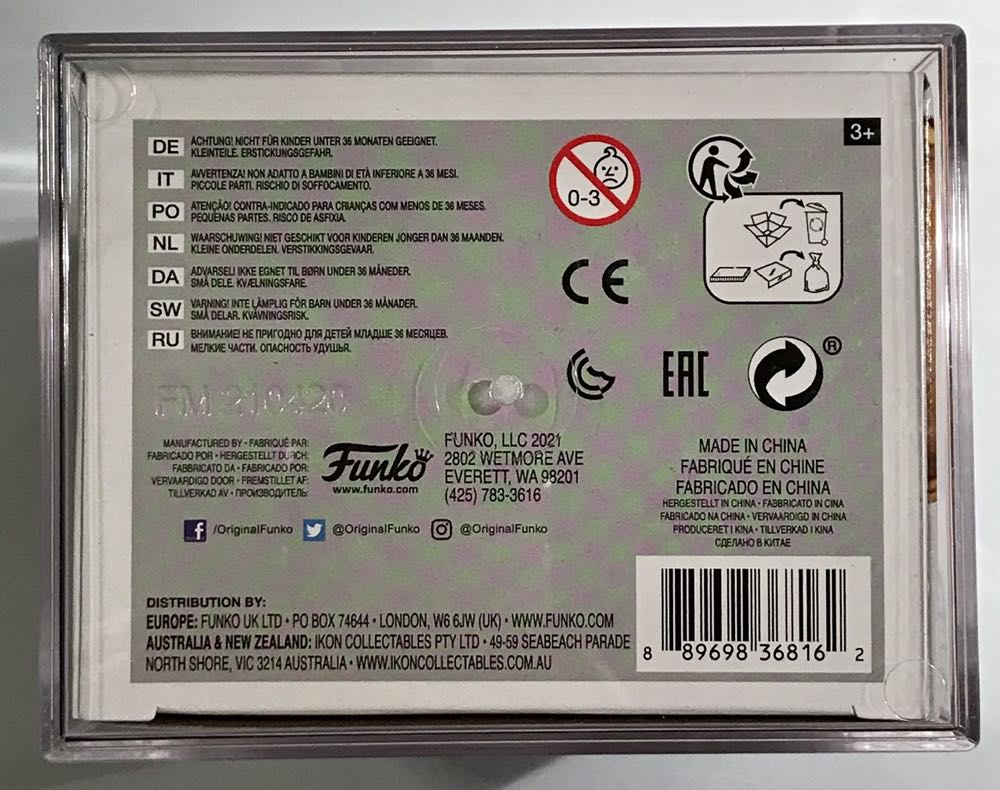 3+
DE ACHTUNG! NICHT FÜR KINDER UNTER 36 MONATEN GEEIGNET.
KLEINTEILE. ERSTICKUNGSGEFAHR.
IT AVVERTENZA! NON ADATTO A BAMBINI DI ETÀ INFERIORE A 36 MESI.
PICCOLE PARTI. RISCHIO DI SOFFOCAMENTO.
PO ATENÇÃO! CONTRA-INDICADO PARA CRIANÇAS COM MENOS DE 36 MESES.
PEQUENAS PARTES. RISCO DE ASFIXIA.
NL WAARSCHUWING! NIET GESCHIKT VOOR KINDEREN JONGER DAN 36 MAANDEN.
KLEINE ONDERDELEN. VERSTIKKINGSGEVAAR.
DA ADVARSEL! IKKE EGNET TIL BØRN UNDER 36 MÅNEDER.
SMÅ DELE. KVÆLNINGSFARE.
SW VARNING! INTE LÄMPLIG FÖR BARN UNDER 36 MÅNADER.
SMÅ DELAR. KVÄVNINGSRISK.
RU ВНИМАНИЕ! НЕ ПРИГОДНО ДЛЯ ДЕТЕЙ МЛАДШЕ 36 МЕСЯЦЕВ.
МЕЛКИЕ ЧАСТИ. ОПАСНОСТЬ УДУШЬЯ.
0-3
CE
EAC
®
FM 210426
MANUFACTURED BY • FABRIQUÉ PAR:
FABRICADO POR • HERGESTELLT DURCH:
FABBRICATO DA • FABRICADO POR:
VERVAARDIGD DOOR • FREMSTILLET AF:
TILLVERKAD AV • ПРОИЗВОДИТЕЛЬ:
Funko
www.funko.com
FUNKO, LLC 2021
2802 WETMORE AVE
EVERETT, WA 98201
(425) 783-3616
MADE IN CHINA
FABRIQUÉ EN CHINE
FABRICADO EN CHINA
HERGESTELLT IN CHINA • FABBRICATO IN CINA
FABRICADO NA CHINA • VERVAARDIGD IN CHINA
PRODUCERET I KINA • TILLVERKAD I KINA
СДЕЛАНО В КИТАЕ
f /OriginalFunko @OriginalFunko @OriginalFunko
DISTRIBUTION BY:
EUROPE: FUNKO UK LTD • PO BOX 74644 • LONDON, W6 6JW (UK) • WWW.FUNKO.COM
AUSTRALIA & NEW ZEALAND: IKON COLLECTABLES PTY LTD • 49-59 SEABEACH PARADE
NORTH SHORE, VIC 3214 AUSTRALIA • WWW.IKONCOLLECTABLES.COM.AU
8 89698 36816 2